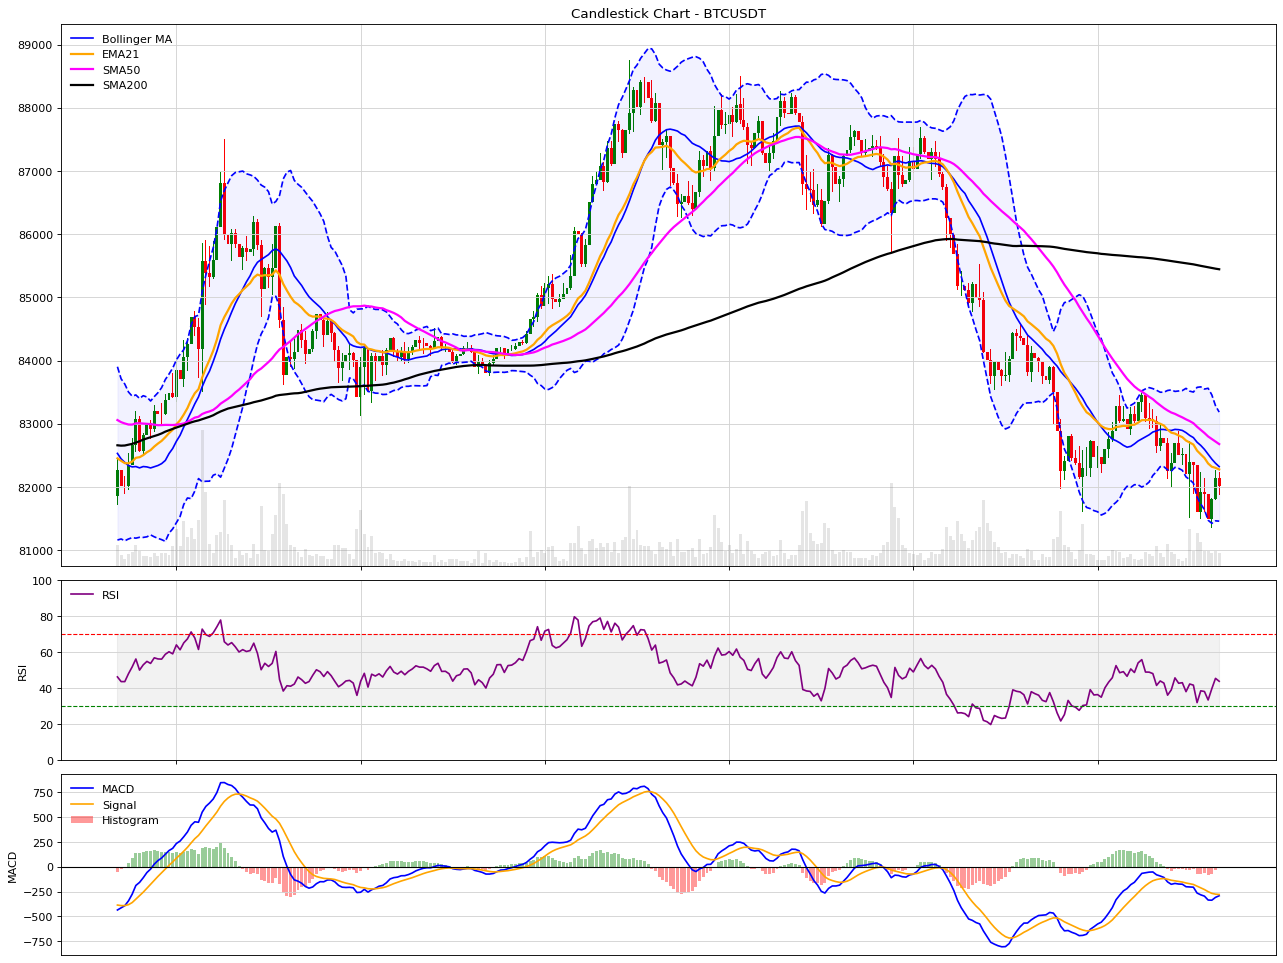 Candlestick Chart - BTCUSDT
Bollinger MA
EMA21
SMA50
SMA200
89000
88000
87000
86000
85000
84000
83000
82000
81000
RSI
100
80
60
40
20
0
RSI
MACD
Signal
Histogram
750
500
250
0
−250
−500
−750
MACD